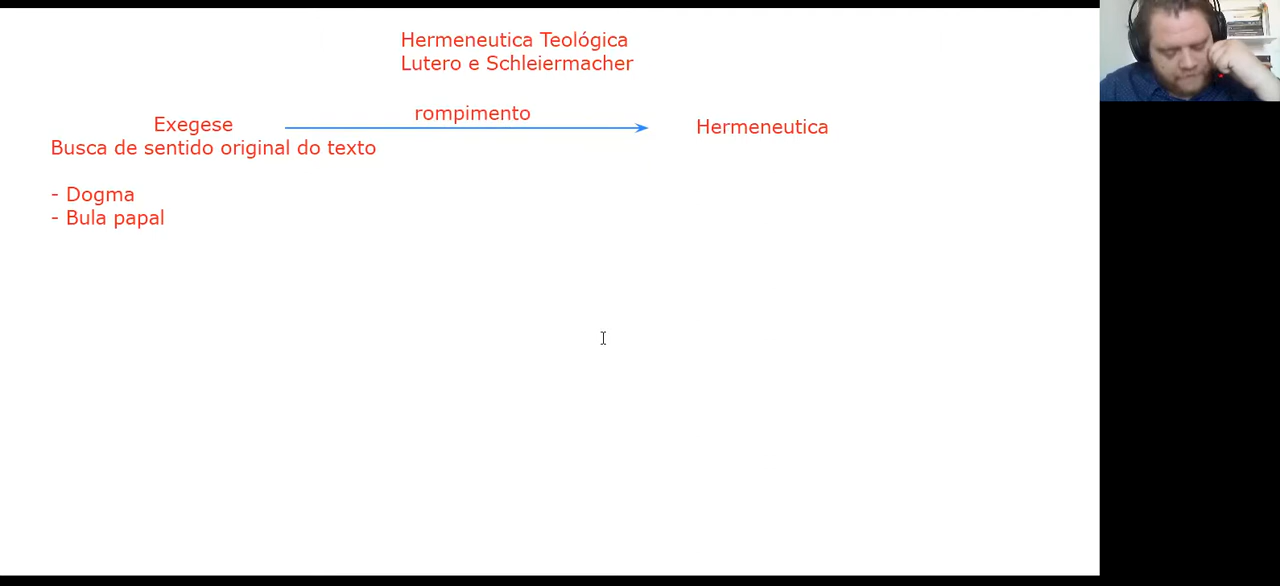 Hermeneutica Teológica
Lutero e Schleiermacher
rompimento
Exegese
Hermeneutica
Busca de sentido original do texto
- Dogma
- Bula papal